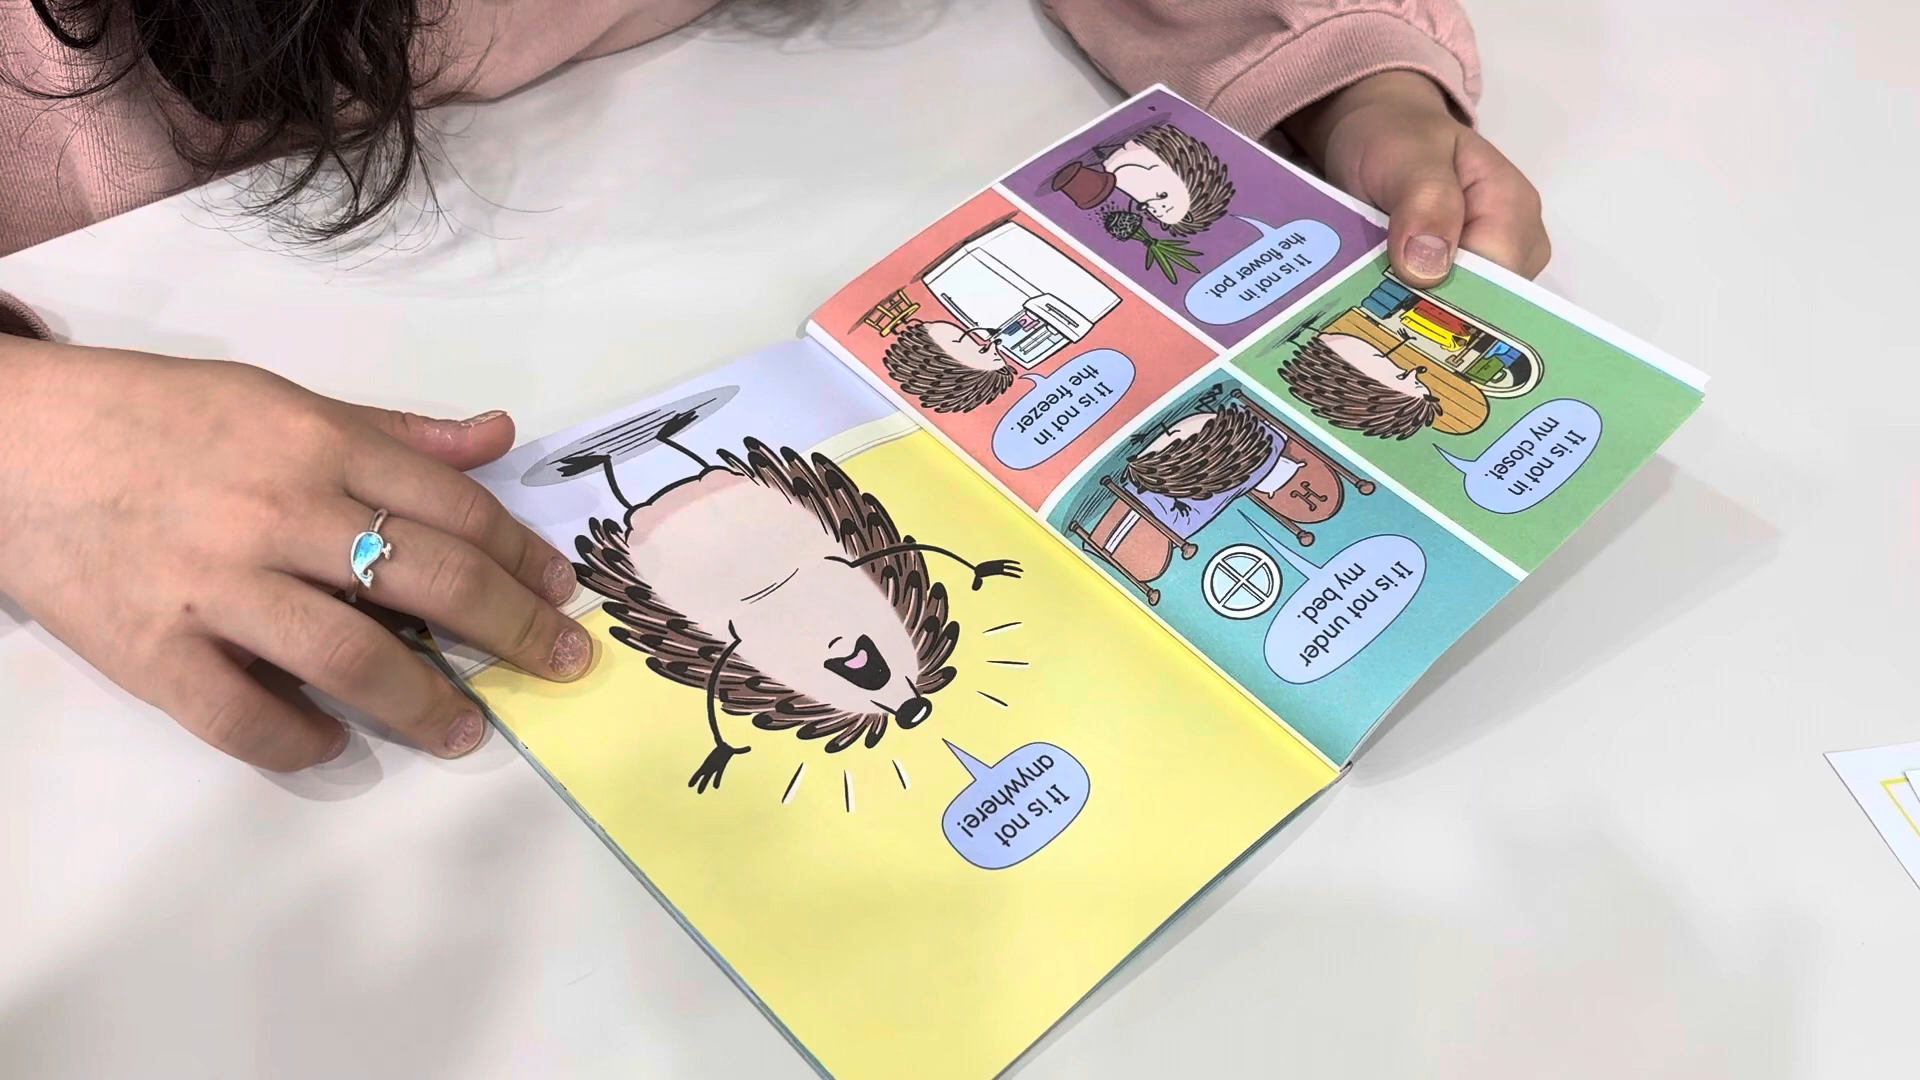 It is not in
my closet.
It is not under
my bed.
H
It is not in
the flower pot.
It is not in
the freezer.
It is not
anywhere!